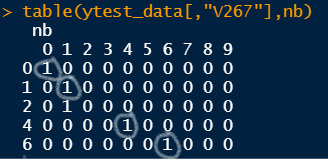 > table(ytest_data[,"V267"],nb)
nb
0 1 2 3 4 5 6 7 8 9
0 1 0 0 0 0 0 0 0 0 0
1 0 1 0 0 0 0 0 0 0 0
2 0 1 0 0 0 0 0 0 0 0
4 0 0 0 0 1 0 0 0 0 0
6 0 0 0 0 0 0 1 0 0 0